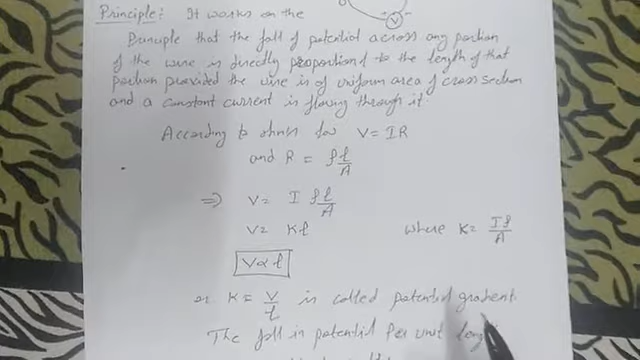 Principle: It works on the
V
Principle that the fall of potential across any portion
of the wire is directly proportional to the length of that
portion provided the wire is of uniform area of cross section
and a constant current is flowing through it.
According to ohms law V = IR
and R = ρl/A
⇒ V = I ρl/A
V = Kl where K = Iρ/A
V ∝ l
or K = V/l is called potential gradient.
The fall in potential per unit